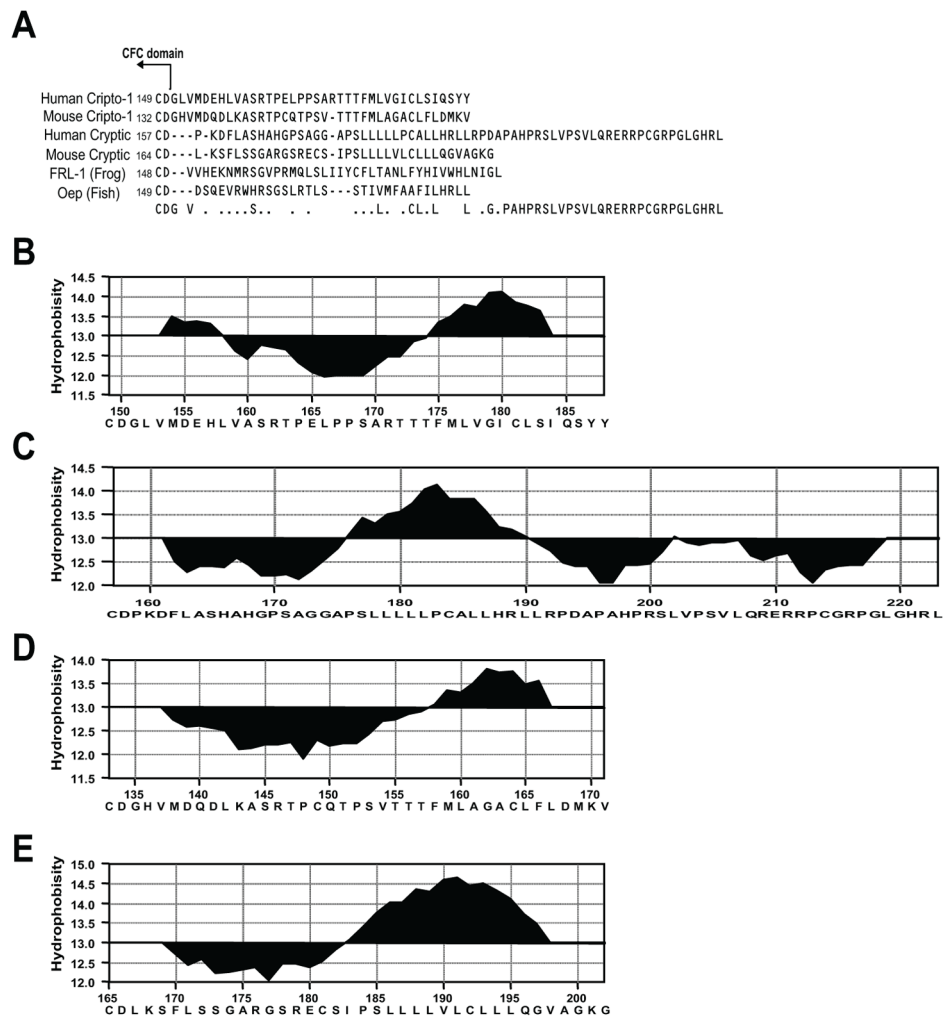 A
CFC domain
Human Cripto-1 149 CDGLVMDEHLVASRTPELPPSARTTTFMLVGICLSIQSYY
Mouse Cripto-1 132 CDGHVMDQDLKASRTPCQTPSV-TTTFMLAGACLFLDMKV
Human Cryptic 157 CD---P-KDFLASHAHGPSAGG-APSLLLLLPCALLHRLLRPDAPAHPRSLVPSVLQRERRPCGRPGLGHRL
Mouse Cryptic 164 CD---L-KSFLSSGARGSRECS-IPSLLLLVLCLLLQGVAGKG
FRL-1 (Frog) 148 CD--VVHEKNMRSGVPRMQLSLIIYCFLTANLFYHIVWHLNIGL
Oep (Fish) 149 CD---DSQEVRWHRSGSLRTLS---STIVMFAAFILHRLL
CDG V . ....S.. . . ...L. .CL.L L .G.PAHPRSLVPSVLQRERRPCGRPGLGHRL
B
Hydrophobisity
14.5
14.0
13.5
13.0
12.5
12.0
11.5
150 155 160 165 170 175 180 185
C D G L V M D E H L V A S R T P E L P P S A R T T T F M L V G I C L S I Q S Y Y
C
Hydrophobisity
14.5
14.0
13.5
13.0
12.5
12.0
160 170 180 190 200 210 220
CDPKDFLASHAHGPSAGGAPSLLLLLPCALLHRLLRPDAPAHPRSLVPSVLQRERRPCGRPGLGHRL
D
Hydrophobisity
14.0
13.5
13.0
12.5
12.0
11.5
135 140 145 150 155 160 165 170
C D G H V M D Q D L K A S R T P C Q T P S V T T T F M L A G A C L F L D M K V
E
Hydrophobisity
15.0
14.5
14.0
13.5
13.0
12.5
12.0
165 170 175 180 185 190 195 200
C D L K S F L S S G A R G S R E C S I P S L L L L V L C L L L Q G V A G K G